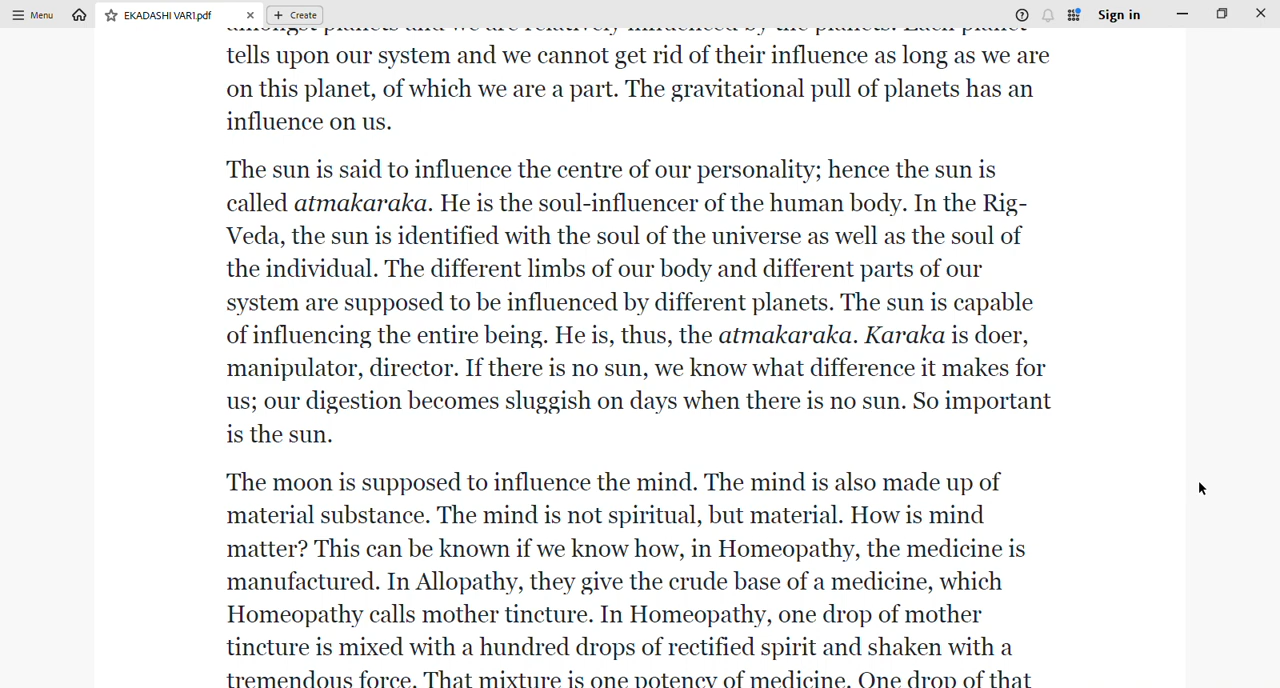 Menu
EKADASHI VAR1.pdf
Create
Sign in
amongst planets and we are relatively influenced by the planets. Each planet
tells upon our system and we cannot get rid of their influence as long as we are
on this planet, of which we are a part. The gravitational pull of planets has an
influence on us.
The sun is said to influence the centre of our personality; hence the sun is
called atmakaraka. He is the soul-influencer of the human body. In the Rig-
Veda, the sun is identified with the soul of the universe as well as the soul of
the individual. The different limbs of our body and different parts of our
system are supposed to be influenced by different planets. The sun is capable
of influencing the entire being. He is, thus, the atmakaraka. Karaka is doer,
manipulator, director. If there is no sun, we know what difference it makes for
us; our digestion becomes sluggish on days when there is no sun. So important
is the sun.
The moon is supposed to influence the mind. The mind is also made up of
material substance. The mind is not spiritual, but material. How is mind
matter? This can be known if we know how, in Homeopathy, the medicine is
manufactured. In Allopathy, they give the crude base of a medicine, which
Homeopathy calls mother tincture. In Homeopathy, one drop of mother
tincture is mixed with a hundred drops of rectified spirit and shaken with a
tremendous force. That mixture is one potency of medicine. One drop of that